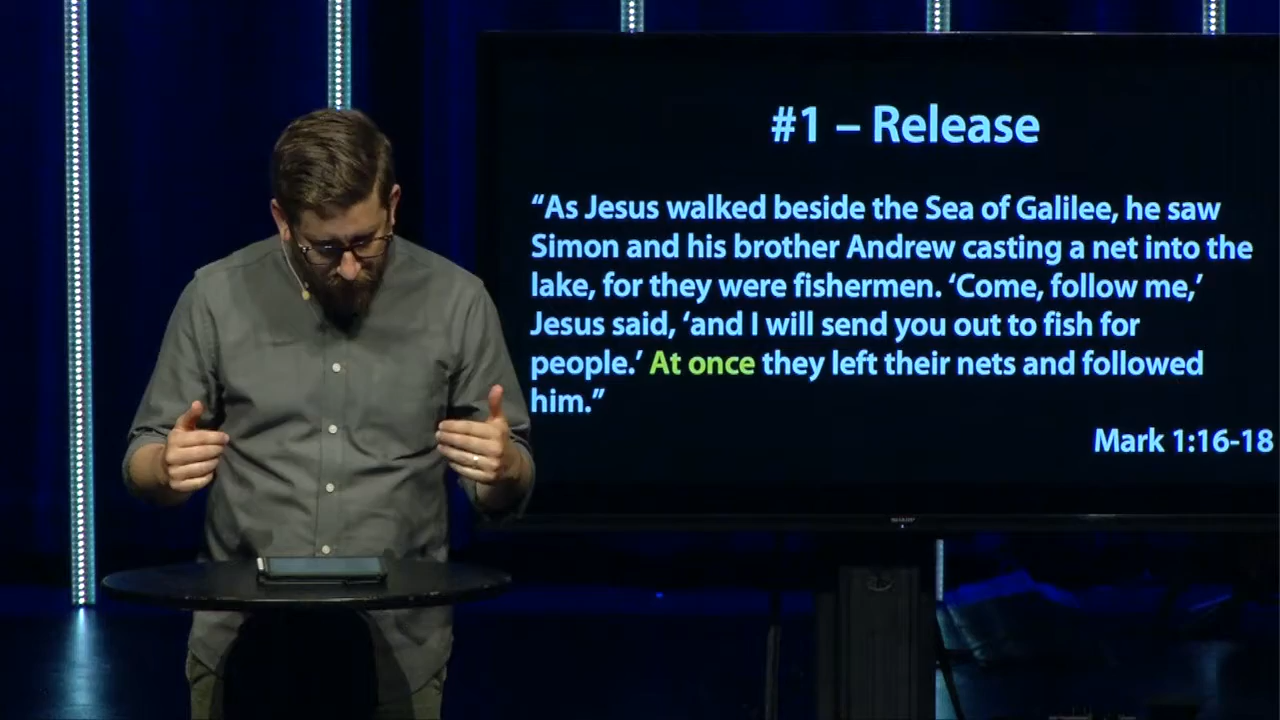 #1 – Release
“As Jesus walked beside the Sea of Galilee, he saw
Simon and his brother Andrew casting a net into the
lake, for they were fishermen. ‘Come, follow me,’
Jesus said, ‘and I will send you out to fish for
people.’ At once they left their nets and followed
him.”
Mark 1:16-18
SHARP